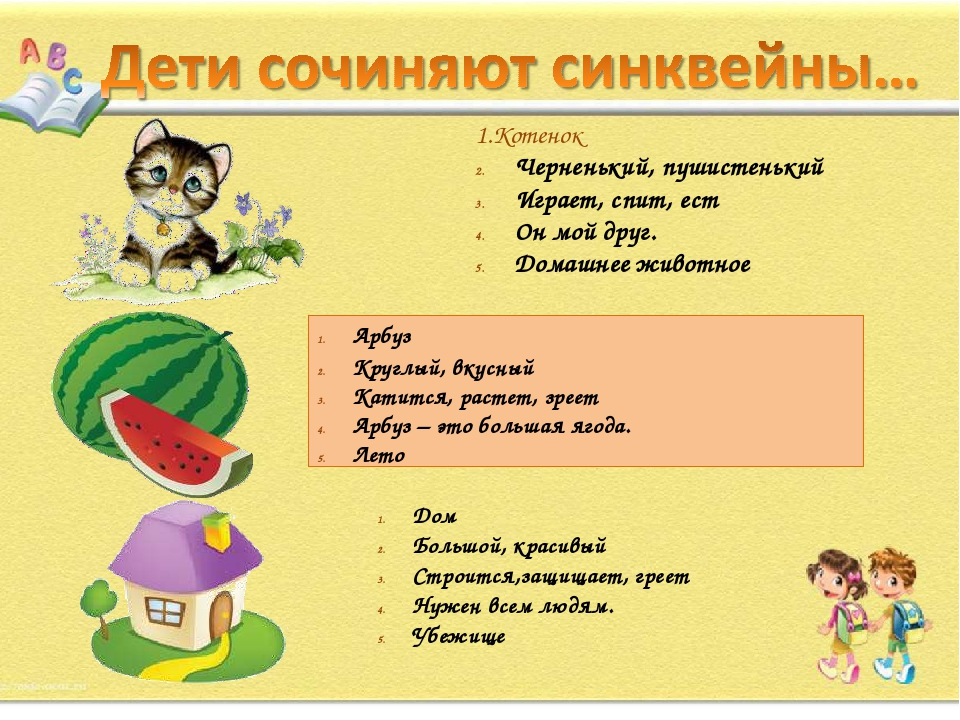 A B C
Дети сочиняют синквейны...
1.Котенок
2. Черненький, пушистенький
3. Играет, спит, ест
4. Он мой друг.
5. Домашнее животное
1. Арбуз
2. Круглый, вкусный
3. Катится, растет, зреет
4. Арбуз – это большая ягода.
5. Лето
1. Дом
2. Большой, красивый
3. Строится,защищает, греет
4. Нужен всем людям.
5. Убежище